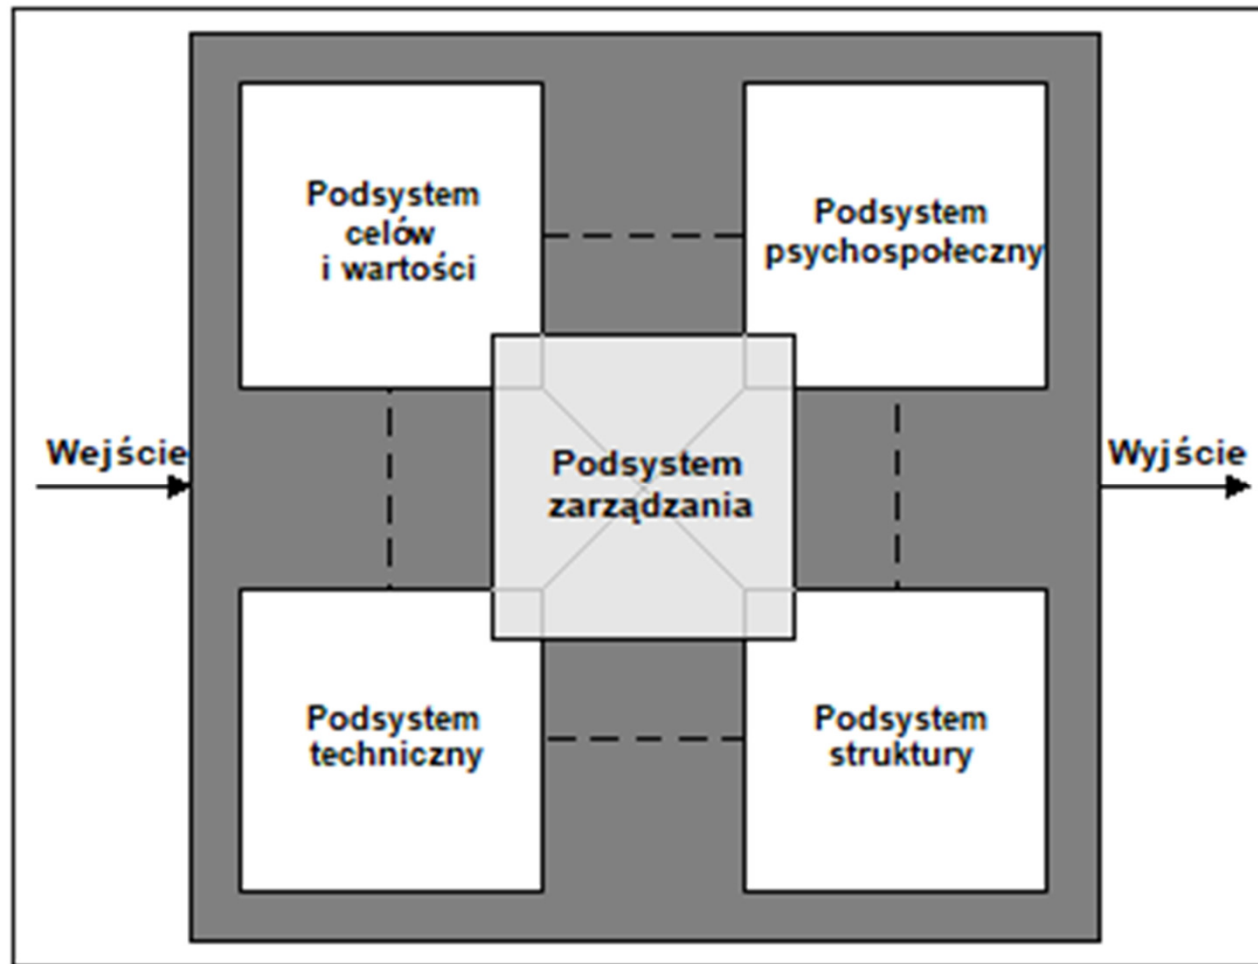 Podsystem
celów
i wartości
Podsystem
psychospołeczny
Wejście
Podsystem
zarządzania
Wyjście
Podsystem
techniczny
Podsystem
struktury